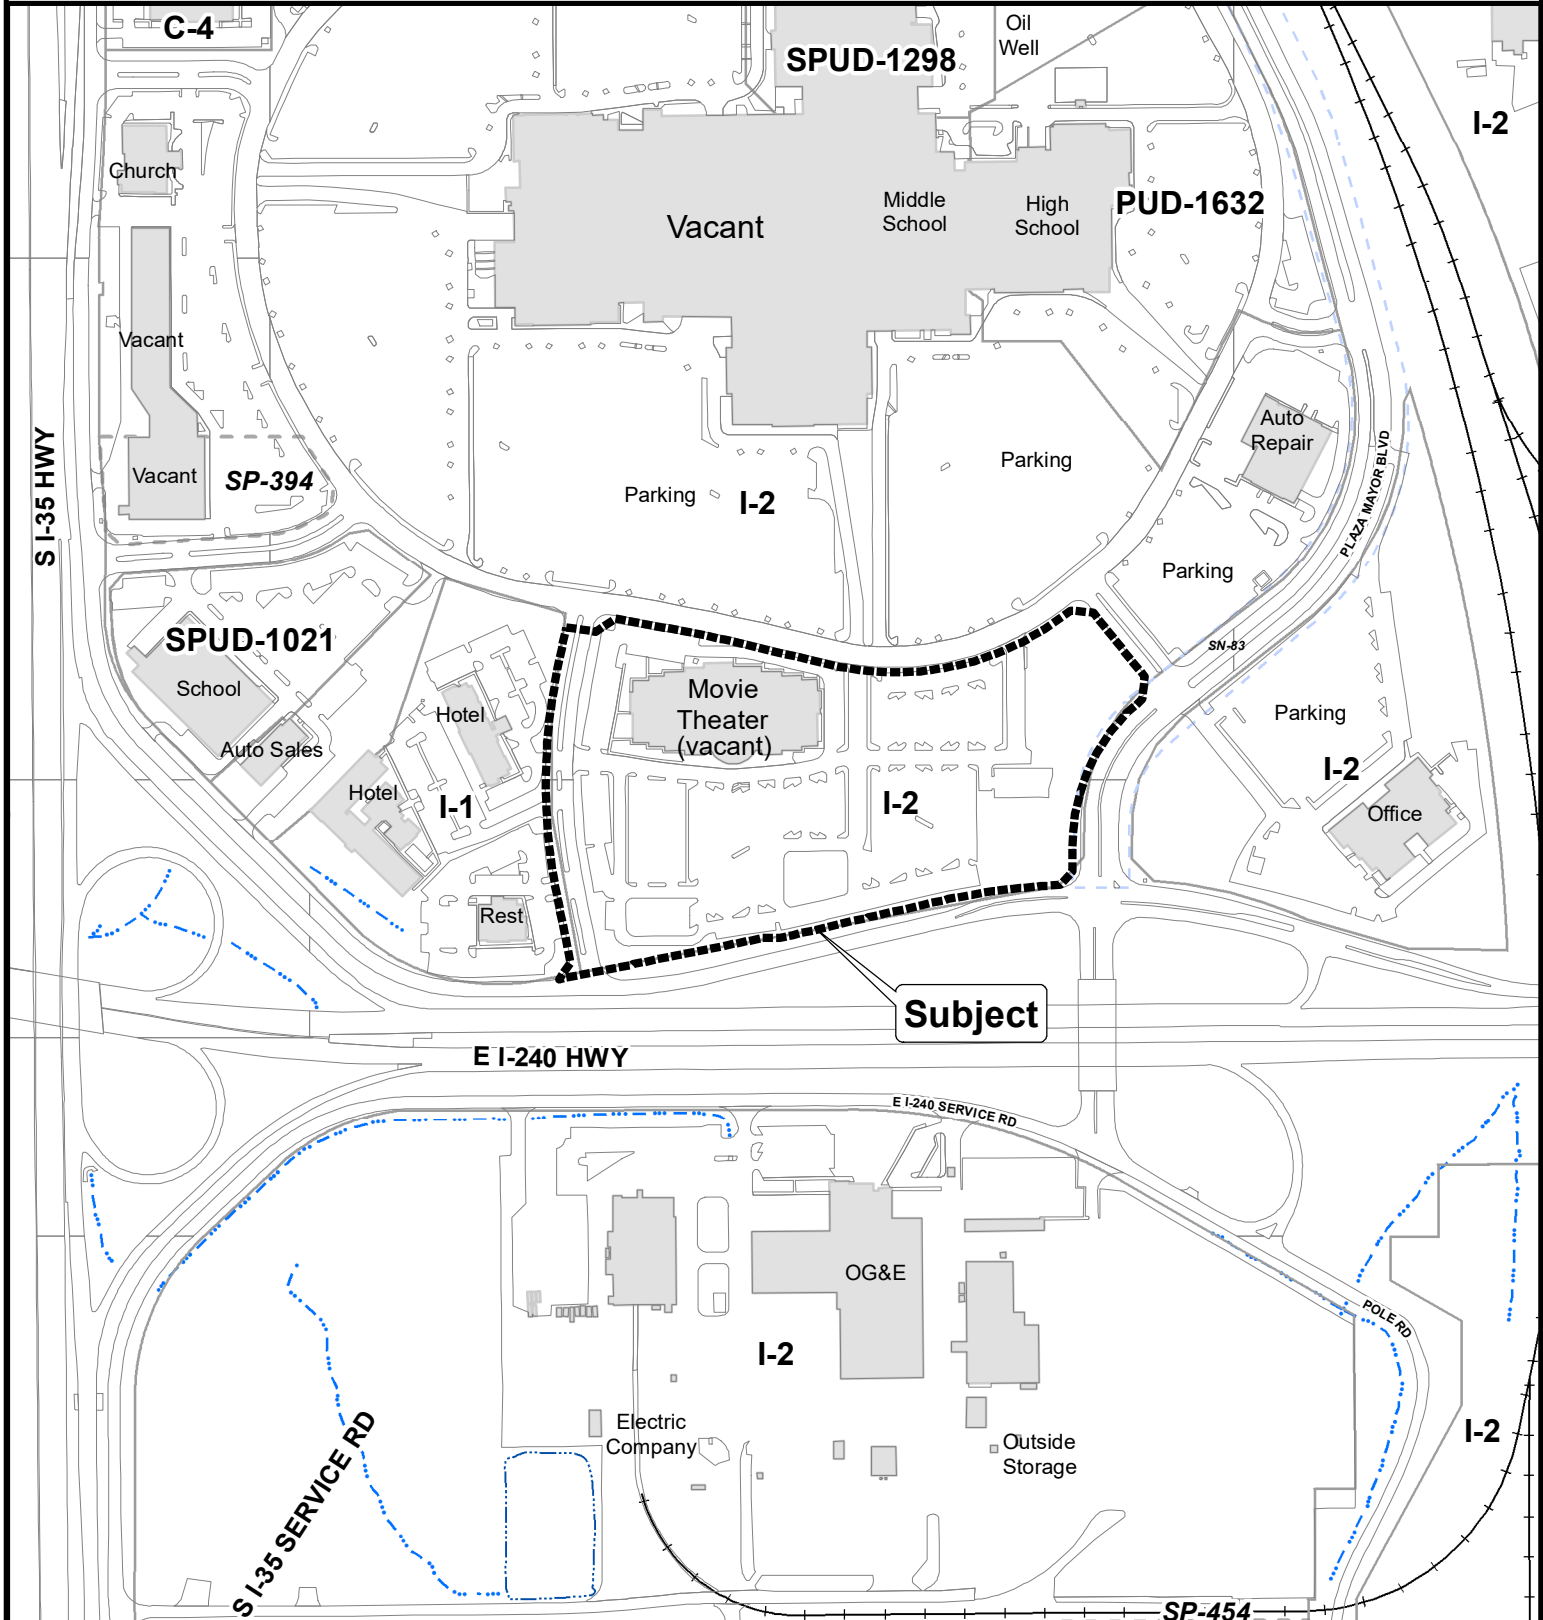 C-4
SPUD-1298
Oil
Well
I-2
Church
Middle
School
High
School
PUD-1632
Vacant
Vacant
Auto
Repair
Parking
Vacant
SP-394
Parking
I-2
PLAZA MAYOR BLVD
S I-35 HWY
Parking
SPUD-1021
SN-83
School
Movie
Theater
(vacant)
Hotel
Parking
Auto Sales
I-2
Hotel
I-1
I-2
Office
Rest
Subject
E I-240 HWY
E I-240 SERVICE RD
OG&E
POLE RD
I-2
Electric
Company
Outside
Storage
I-2
S I-35 SERVICE RD
SP-454